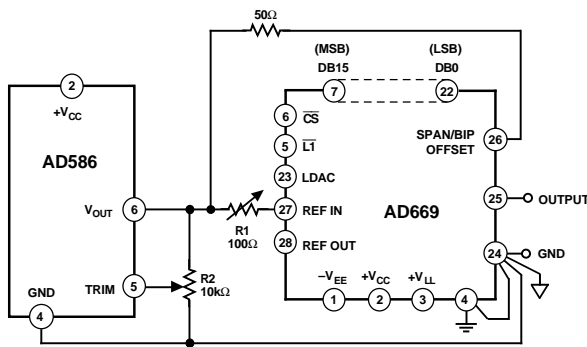 50Ω
(MSB)
DB15
(LSB)
DB0
2
+VCC
7
22
6
CS
SPAN/BIP
OFFSET
26
AD586
5
L1
23
LDAC
AD669
VOUT
6
R1
100Ω
27
REF IN
25
OUTPUT
28
REF OUT
24
GND
TRIM
5
R2
10kΩ
–VEE
+VCC
+VLL
1
2
3
4
GND
4